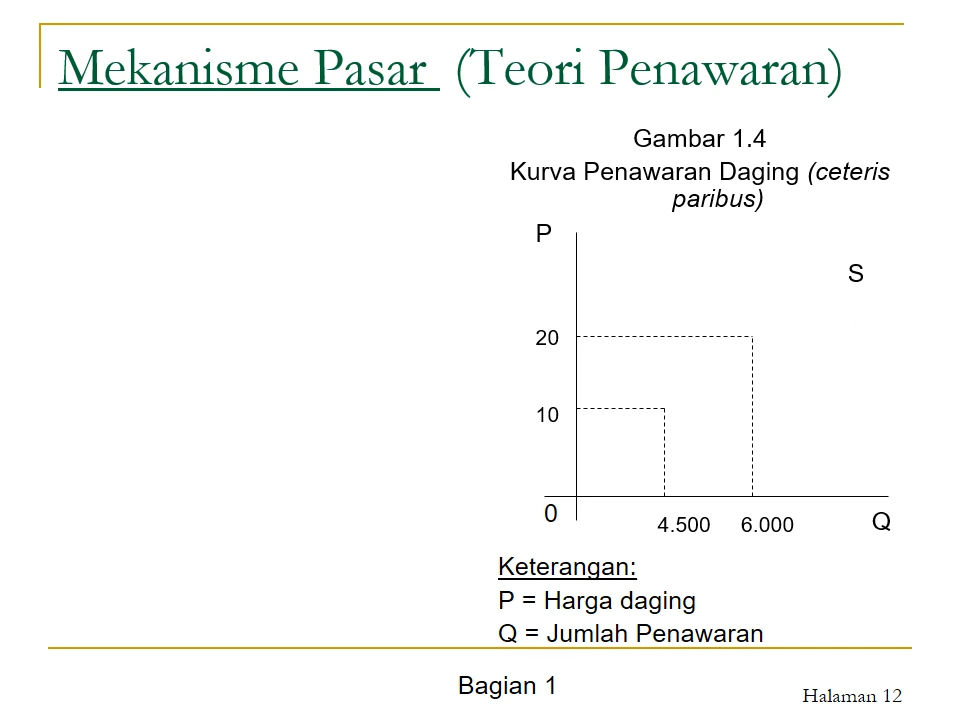 Mekanisme Pasar (Teori Penawaran)
Gambar 1.4
Kurva Penawaran Daging (ceteris
paribus)
P
S
20
10
0
4.500 6.000 Q
Keterangan:
P = Harga daging
Q = Jumlah Penawaran
Bagian 1
Halaman 12